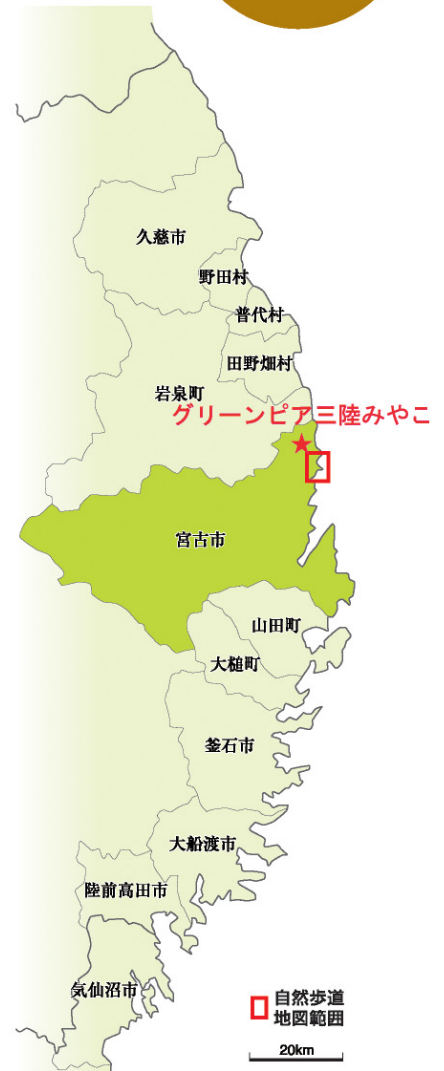 久慈市
野田村
普代村
田野畑村
岩泉町
グリーンピア三陸みやこ
宮古市
山田町
大槌町
釜石市
大船渡市
陸前高田市
気仙沼市
自然歩道
地図範囲
20km